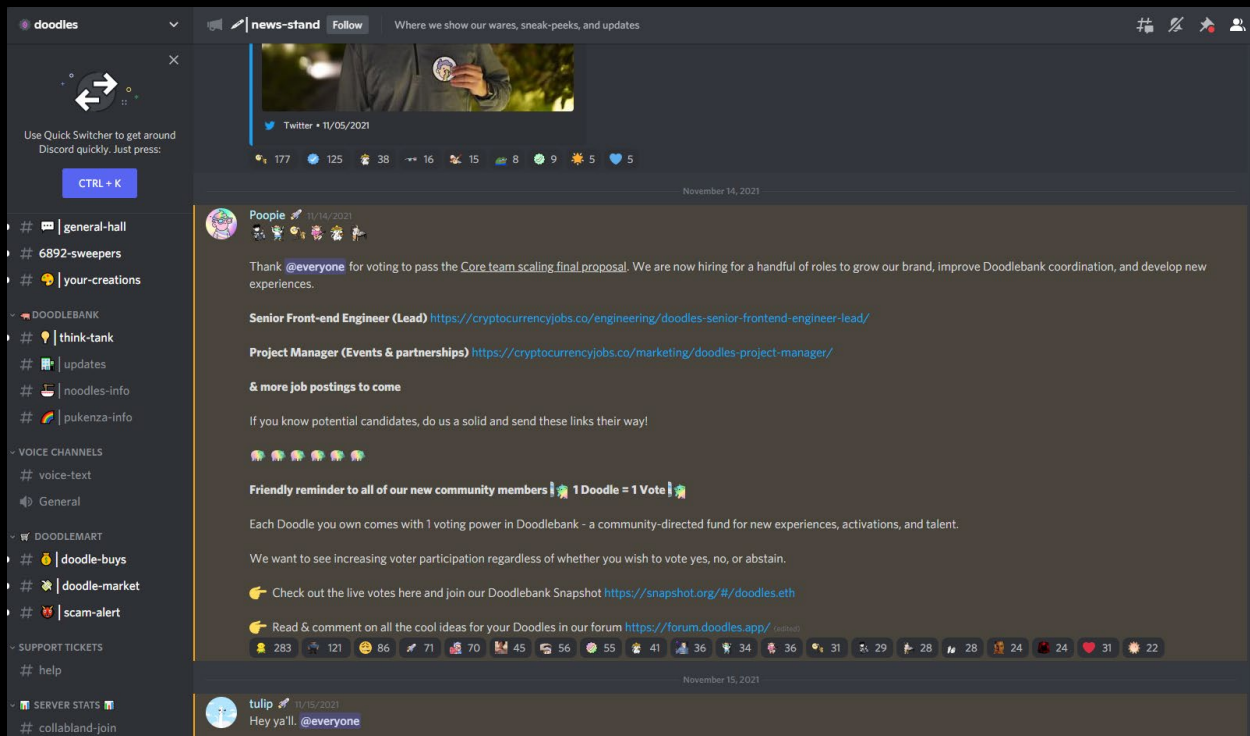 doodles
news-stand Follow Where we show our wares, sneak-peeks, and updates
Use Quick Switcher to get around
Discord quickly. Just press:
CTRL + K
general-hall
6892-sweepers
your-creations
DOODLEBANK
think-tank
updates
noodles-info
pukenza-info
VOICE CHANNELS
voice-text
General
DOODLEMART
doodle-buys
doodle-market
scam-alert
SUPPORT TICKETS
help
SERVER STATS
collabland-join
Twitter • 11/05/2021
177 125 38 16 15 8 9 5 5
November 14, 2021
Poopie 11/14/2021
Thank @everyone for voting to pass the Core team scaling final proposal. We are now hiring for a handful of roles to grow our brand, improve Doodlebank coordination, and develop new
experiences.
Senior Front-end Engineer (Lead) https://cryptocurrencyjobs.co/engineering/doodles-senior-frontend-engineer-lead/
Project Manager (Events & partnerships) https://cryptocurrencyjobs.co/marketing/doodles-project-manager/
& more job postings to come
If you know potential candidates, do us a solid and send these links their way!
Friendly reminder to all of our new community members 1 Doodle = 1 Vote
Each Doodle you own comes with 1 voting power in Doodlebank - a community-directed fund for new experiences, activations, and talent.
We want to see increasing voter participation regardless of whether you wish to vote yes, no, or abstain.
Check out the live votes here and join our Doodlebank Snapshot https://snapshot.org/#/doodles.eth
Read & comment on all the cool ideas for your Doodles in our forum https://forum.doodles.app/ (edited)
283 121 86 71 70 45 56 55 41 36 34 36 31 29 28 28 24 24 31 22
November 15, 2021
tulip 11/15/2021
Hey ya'll. @everyone